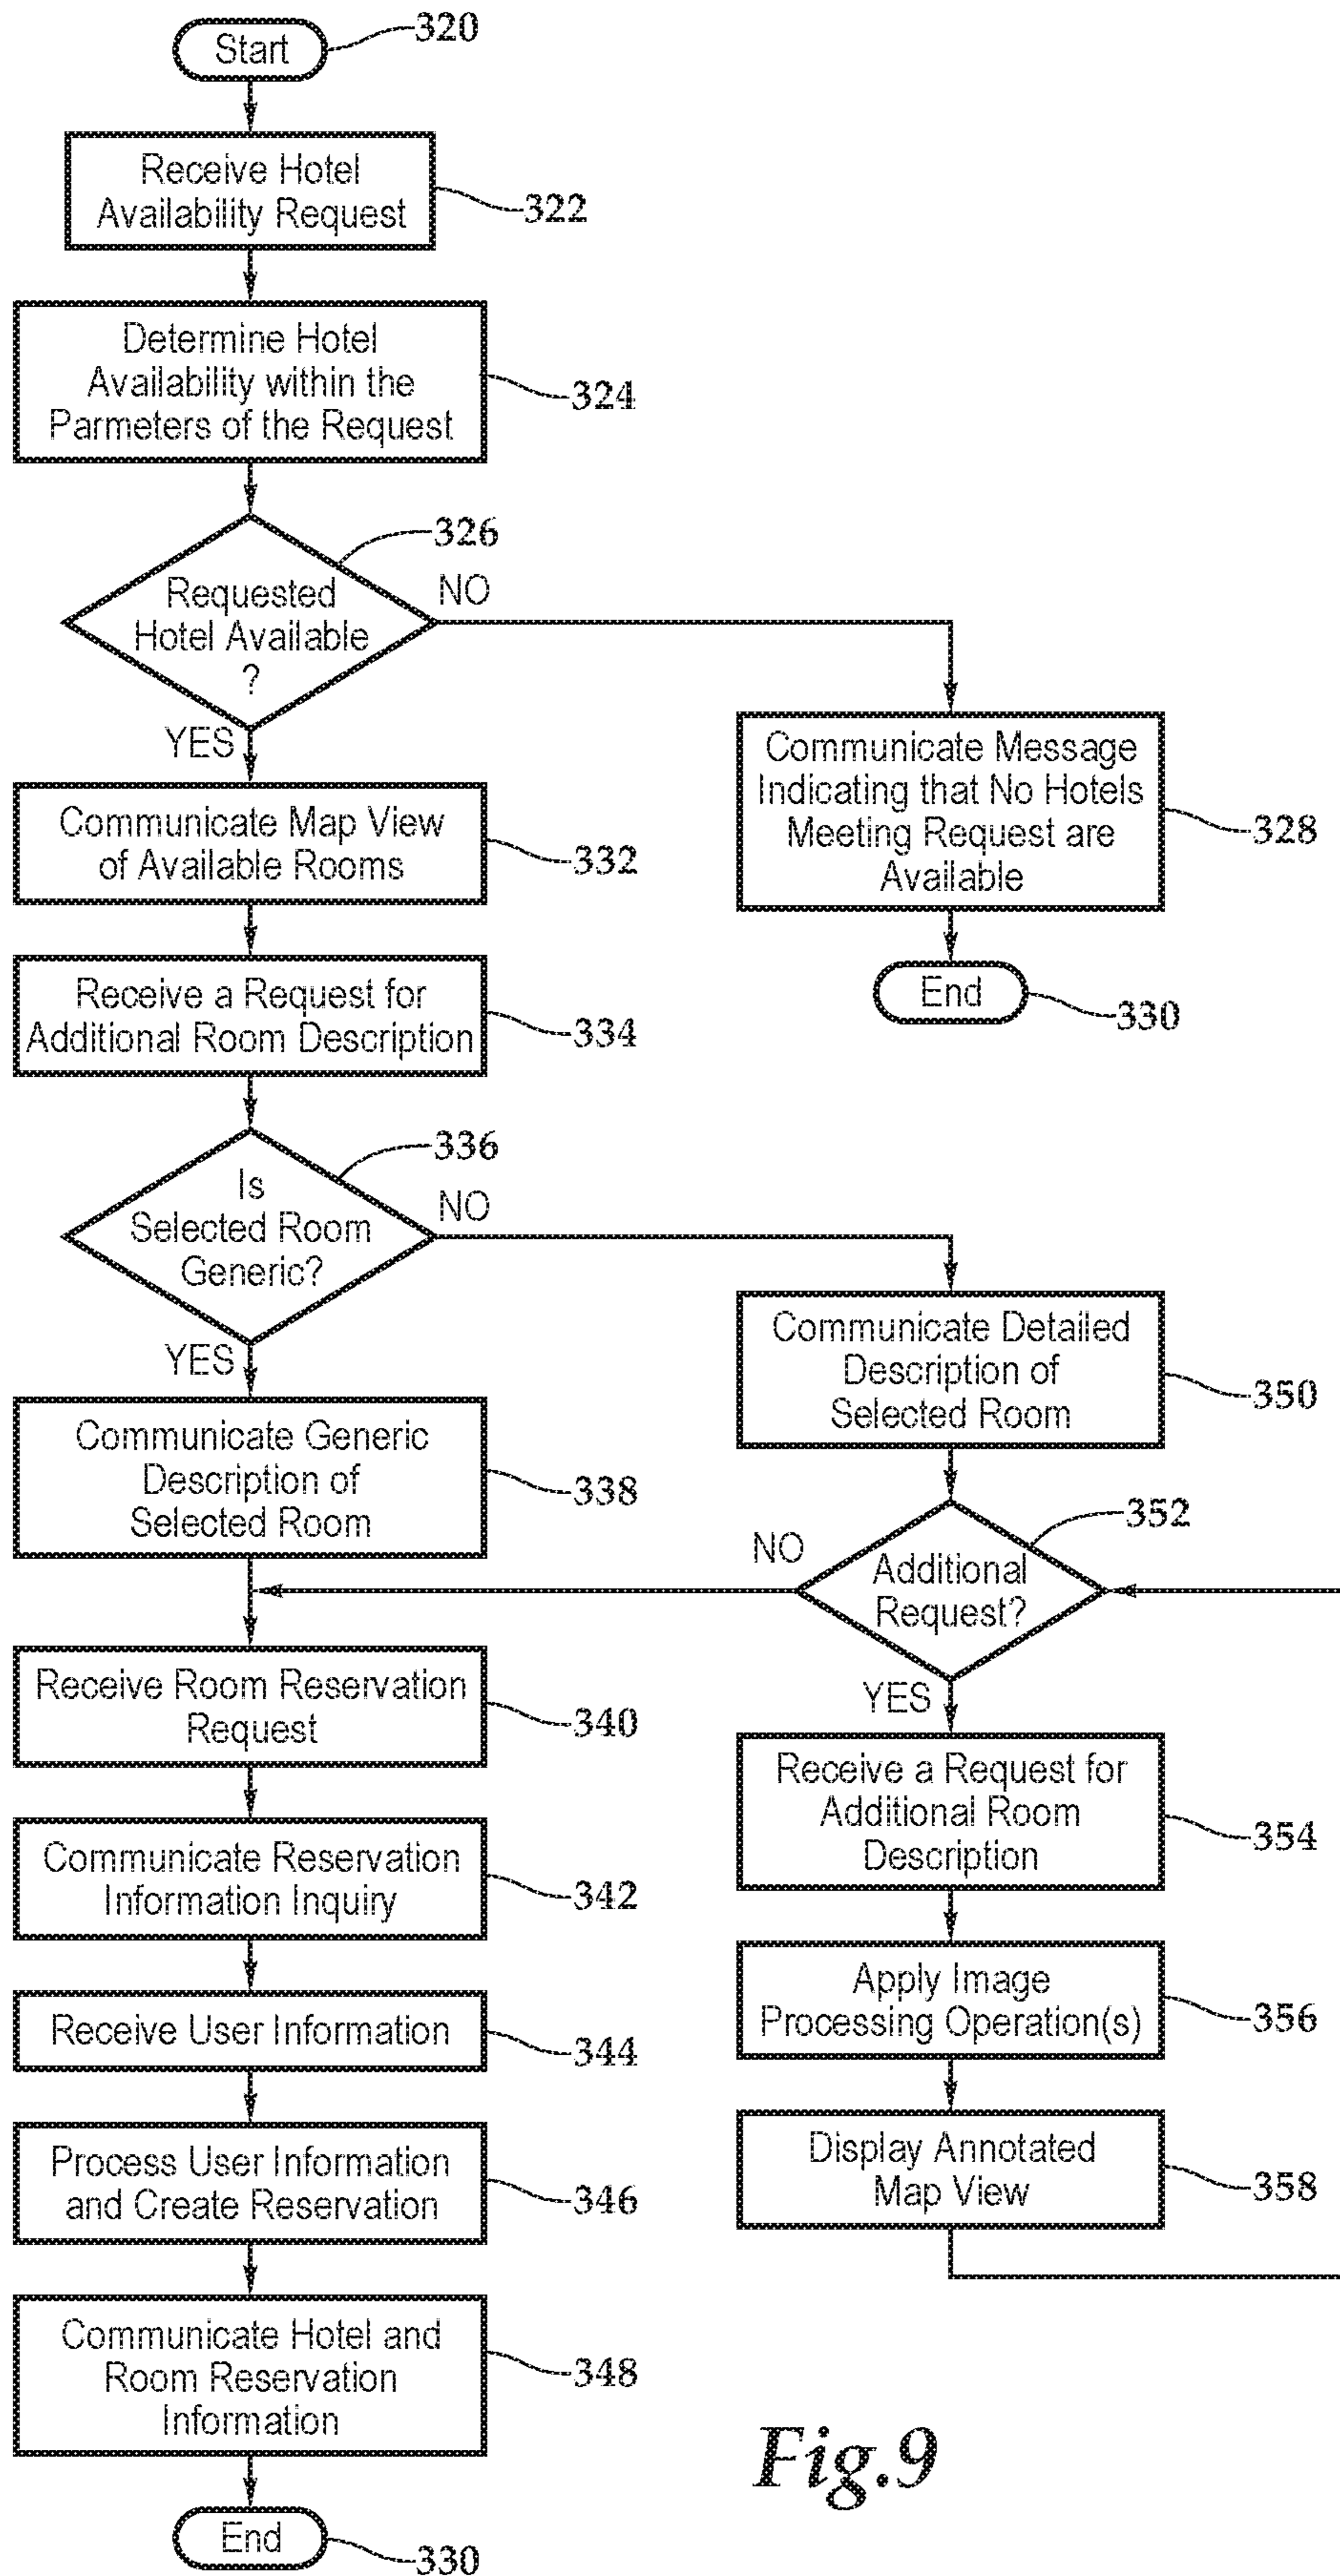 Start
320
Receive Hotel
Availability Request
322
Determine Hotel
Availability within the
Parmeters of the Request
324
326
Requested
Hotel Available
?
NO
YES
Communicate Message
Indicating that No Hotels
Meeting Request are
Available
328
End
330
Communicate Map View
of Available Rooms
332
Receive a Request for
Additional Room Description
334
336
Is
Selected Room
Generic?
NO
YES
Communicate Generic
Description of
Selected Room
338
Communicate Detailed
Description of
Selected Room
350
352
Additional
Request?
NO
YES
Receive Room Reservation
Request
340
Communicate Reservation
Information Inquiry
342
Receive User Information
344
Process User Information
and Create Reservation
346
Communicate Hotel and
Room Reservation
Information
348
End
330
Receive a Request for
Additional Room
Description
354
Apply Image
Processing Operation(s)
356
Display Annotated
Map View
358
Fig.9